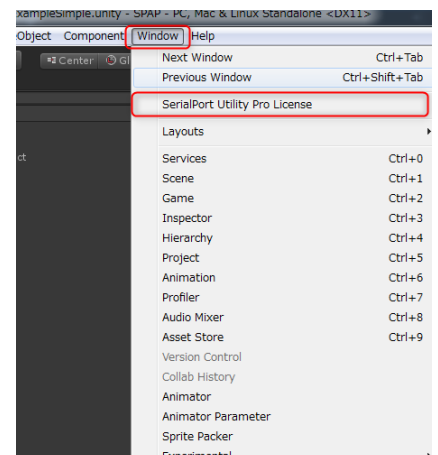 xampleSimple.unity - SPAP - PC, Mac & Linux Standalone <DX11>
Object Component Window Help
Center Gl
Next Window Ctrl+Tab
Previous Window Ctrl+Shift+Tab
SerialPort Utility Pro License
Layouts
ct
Services Ctrl+0
Scene Ctrl+1
Game Ctrl+2
Inspector Ctrl+3
Hierarchy Ctrl+4
Project Ctrl+5
Animation Ctrl+6
Profiler Ctrl+7
Audio Mixer Ctrl+8
Asset Store Ctrl+9
Version Control
Collab History
Animator
Animator Parameter
Sprite Packer
Experimental